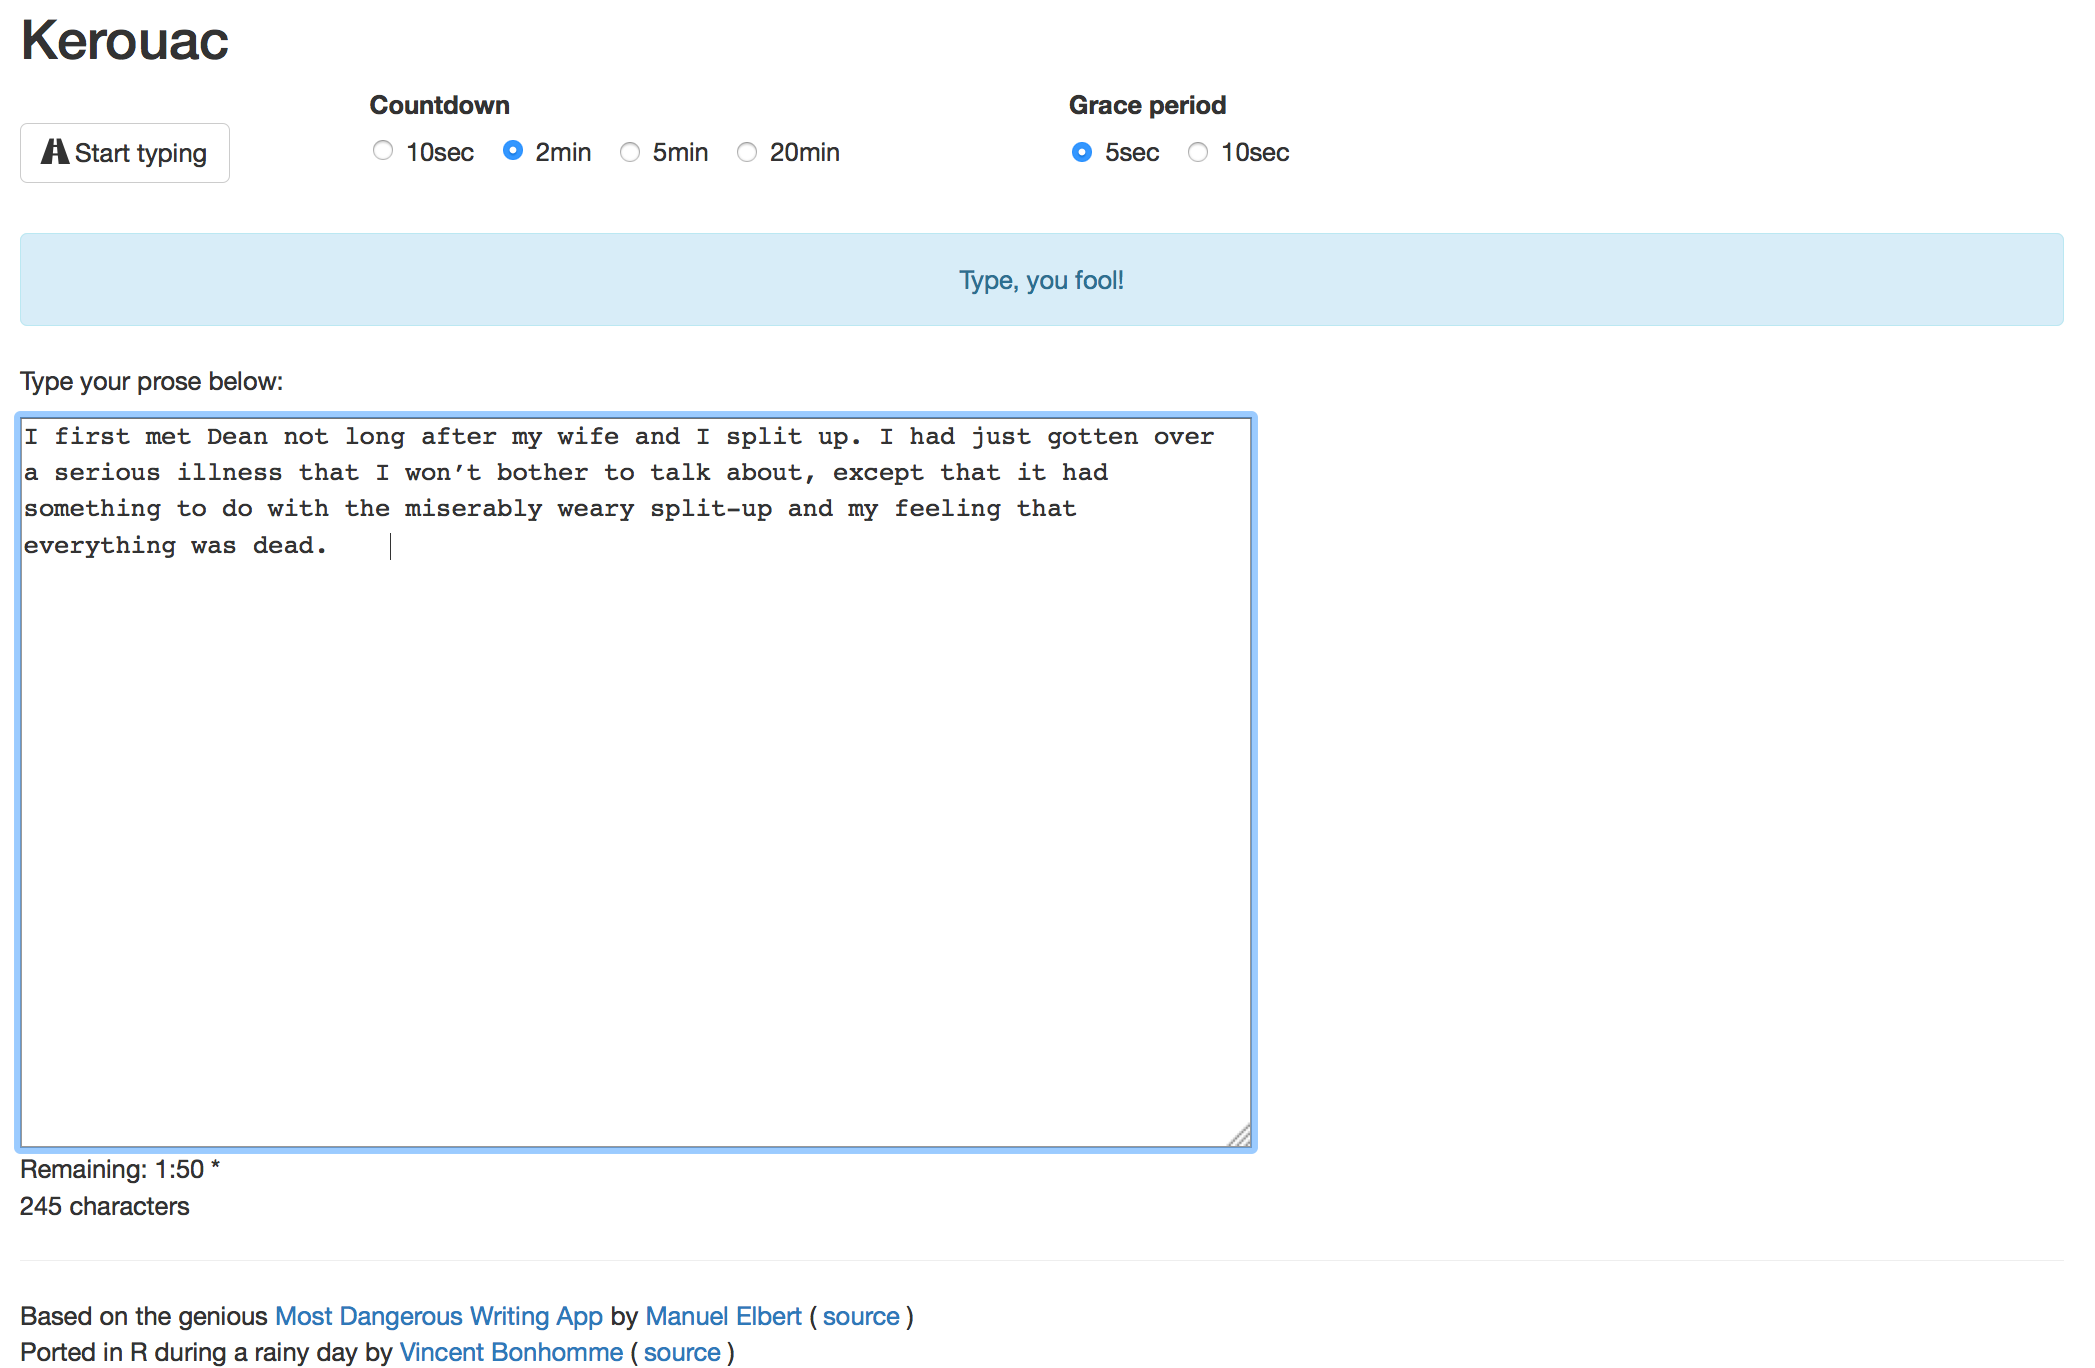 Kerouac
Countdown
Grace period
Start typing
10sec 2min 5min 20min
5sec 10sec
Type, you fool!
Type your prose below:
I first met Dean not long after my wife and I split up. I had just gotten over
a serious illness that I won’t bother to talk about, except that it had
something to do with the miserably weary split-up and my feeling that
everything was dead.
Remaining: 1:50 *
245 characters
Based on the genious Most Dangerous Writing App by Manuel Elbert ( source )
Ported in R during a rainy day by Vincent Bonhomme ( source )